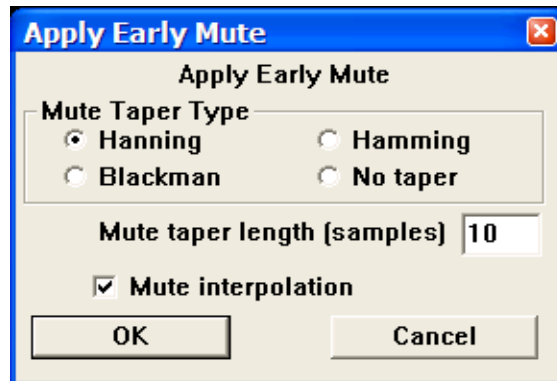 Apply Early Mute
Apply Early Mute
Mute Taper Type
Hanning Hamming
Blackman No taper
Mute taper length (samples) 10
Mute interpolation
OK Cancel